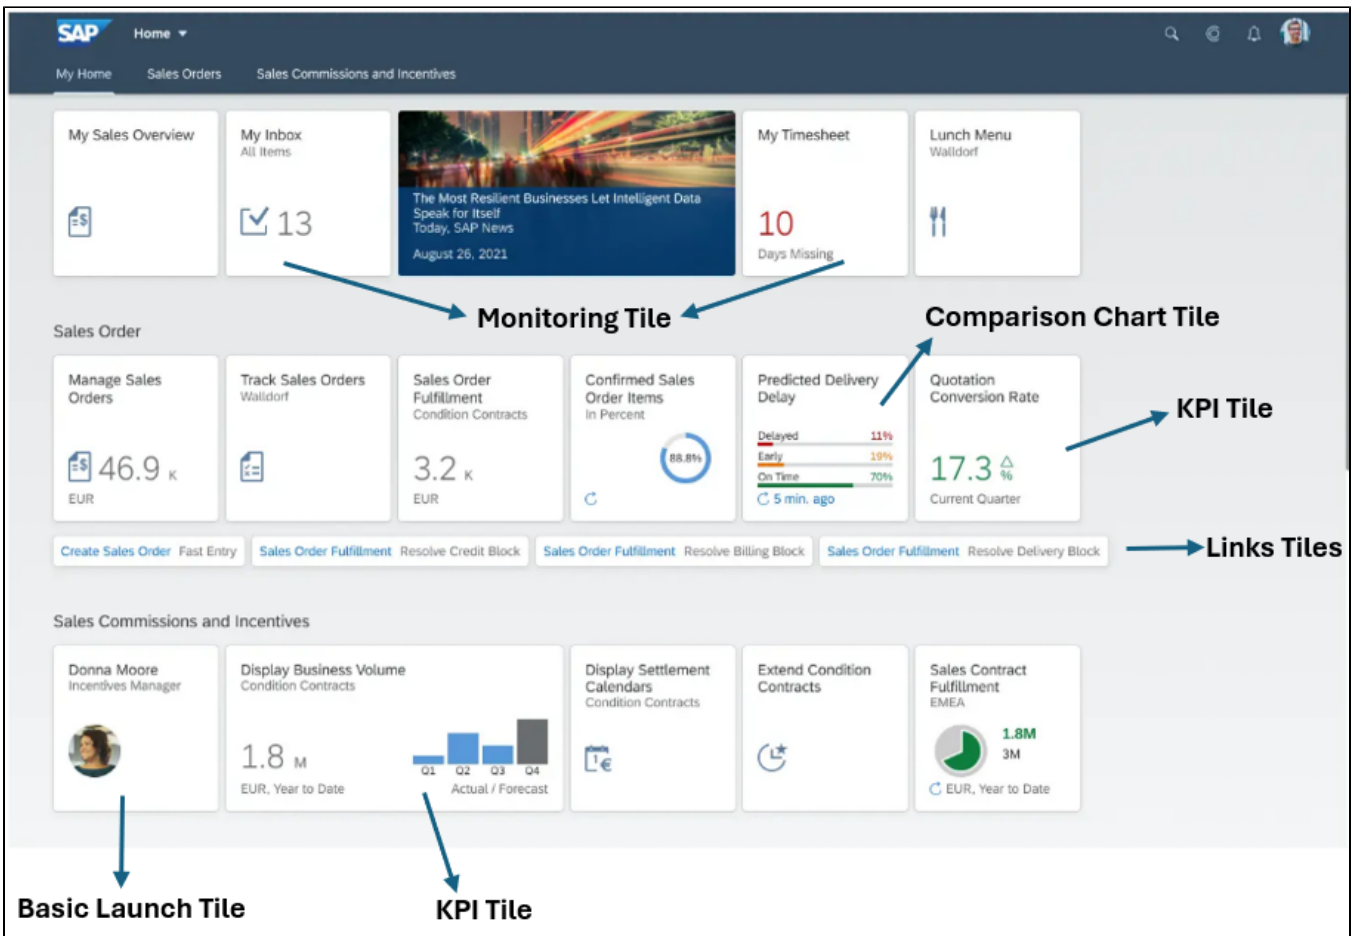 SAP
Home
My Home
Sales Orders
Sales Commissions and Incentives
My Sales Overview
My Inbox
All Items
13
The Most Resilient Businesses Let Intelligent Data
Speak for Itself
Today, SAP News
August 26, 2021
My Timesheet
10
Days Missing
Lunch Menu
Walldorf
Monitoring Tile
Comparison Chart Tile
Sales Order
Manage Sales
Orders
$ 46.9 K
EUR
Track Sales Orders
Walldorf
Sales Order
Fulfillment
Condition Contracts
3.2 K
EUR
Confirmed Sales
Order Items
In Percent
88.8%
Predicted Delivery
Delay
Delayed 11%
Early 19%
On Time 70%
5 min. ago
Quotation
Conversion Rate
17.3 %
Current Quarter
KPI Tile
Create Sales Order Fast Entry
Sales Order Fulfillment Resolve Credit Block
Sales Order Fulfillment Resolve Billing Block
Sales Order Fulfillment Resolve Delivery Block
Links Tiles
Sales Commissions and Incentives
Donna Moore
Incentives Manager
Display Business Volume
Condition Contracts
1.8 M
EUR, Year to Date
Q1 Q2 Q3 Q4
Actual / Forecast
Display Settlement
Calendars
Condition Contracts
1 €
Extend Condition
Contracts
Sales Contract
Fulfillment
EMEA
1.8M
3M
EUR, Year to Date
Basic Launch Tile
KPI Tile